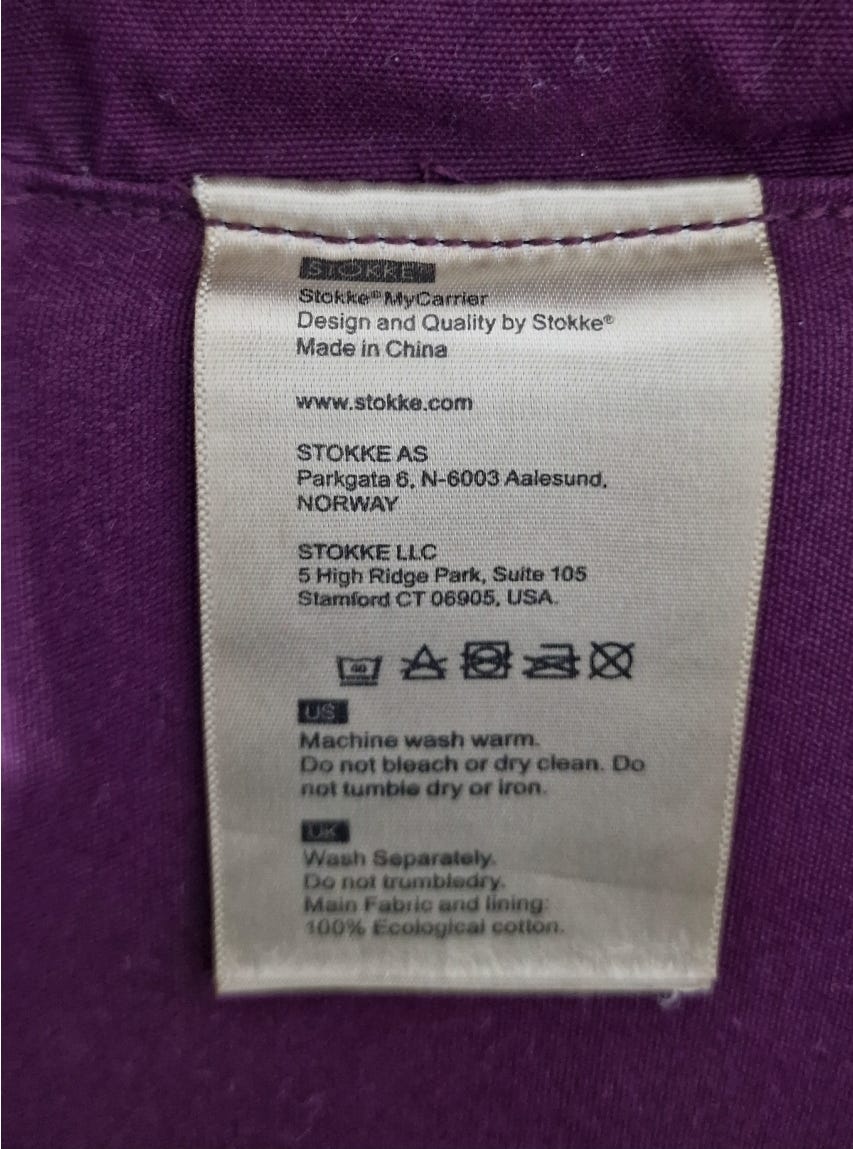 STOKKE
Stokke® MyCarrier
Design and Quality by Stokke®
Made in China
www.stokke.com
STOKKE AS
Parkgata 6, N-6003 Aalesund,
NORWAY
STOKKE LLC
5 High Ridge Park, Suite 105
Stamford CT 06905, USA.
40
US
Machine wash warm.
Do not bleach or dry clean. Do
not tumble dry or iron.
UK
Wash Separately.
Do not trumbledry.
Main Fabric and lining:
100% Ecological cotton.